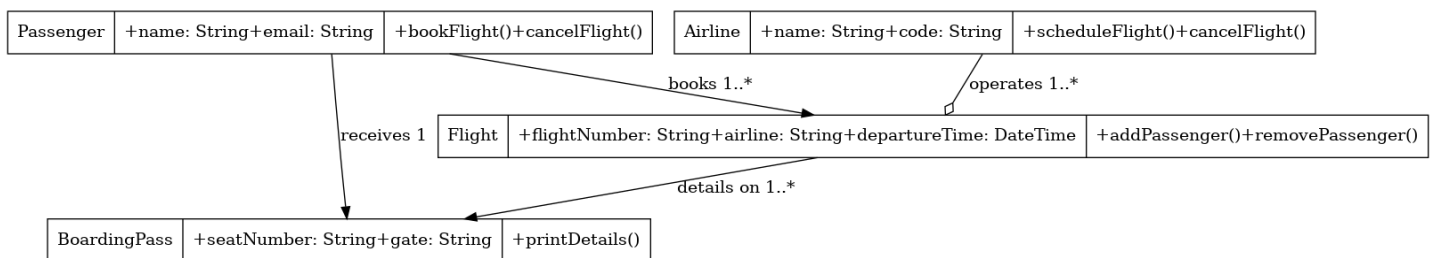 Passenger +name: String+email: String +bookFlight()+cancelFlight()
Airline +name: String+code: String +scheduleFlight()+cancelFlight()
books 1..*
operates 1..*
receives 1
Flight +flightNumber: String+airline: String+departureTime: DateTime +addPassenger()+removePassenger()
details on 1..*
BoardingPass +seatNumber: String+gate: String +printDetails()